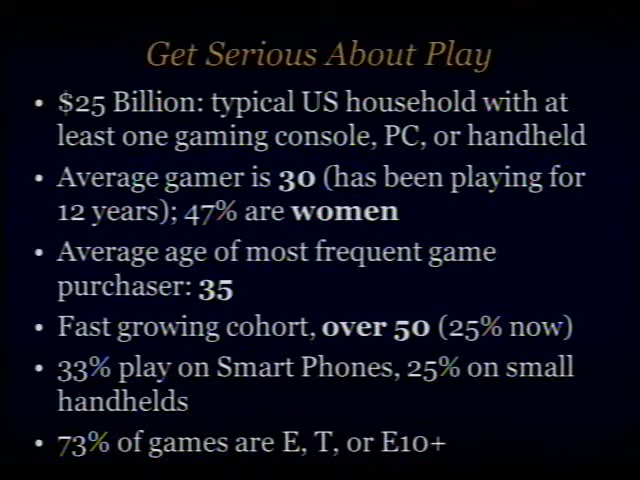 Get Serious About Play
• $25 Billion: typical US household with at
least one gaming console, PC, or handheld
• Average gamer is 30 (has been playing for
12 years); 47% are women
• Average age of most frequent game
purchaser: 35
• Fast growing cohort, over 50 (25% now)
• 33% play on Smart Phones, 25% on small
handhelds
• 73% of games are E, T, or E10+